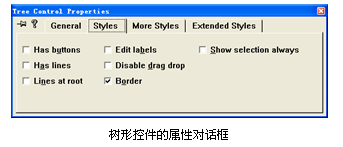 Tree Control Properties
? General Styles More Styles Extended Styles
Has buttons Edit labels Show selection always
Has lines Disable drag drop
Lines at root Border
树形控件的属性对话框